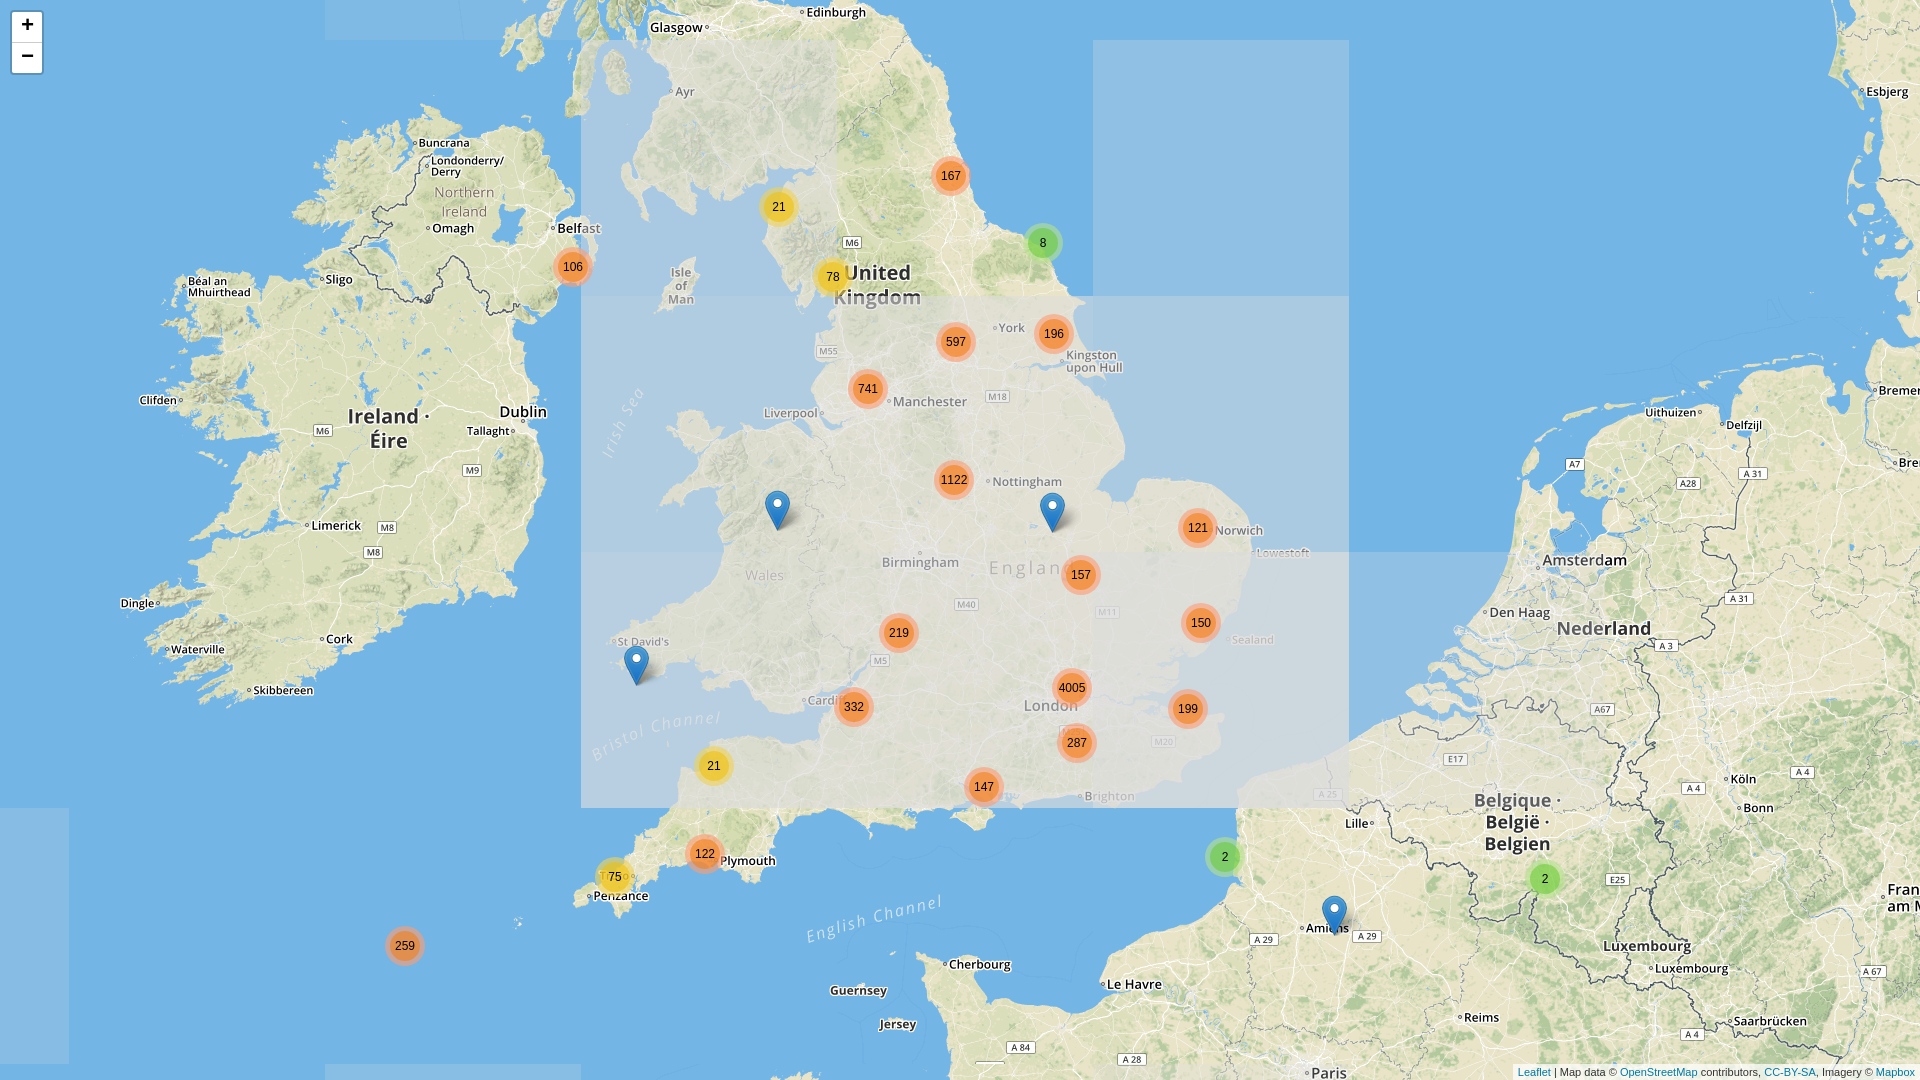 +
−
Glasgow
Edinburgh
Ayr
Esbjerg
Buncrana
Londonderry/
Derry
Northern
Ireland
Omagh
Belfast
167
21
8
M6
106
78
United
Kingdom
Isle
of
Man
Sligo
Béal an
Mhuirthead
York
196
597
M55
Kingston
upon Hull
741
Manchester
M18
Liverpool
Irish Sea
Clifden
Ireland ·
Éire
Dublin
Tallaght
M6
M9
Bremer
Uithuizen
Delfzijl
A7
A 31
A28
Bre
1122
Nottingham
Limerick
M8
M8
121
Norwich
Lowestoft
Birmingham
Englan
157
Wales
Amsterdam
A 31
Dingle
M40
M11
Den Haag
Nederland
A 3
Cork
Waterville
Skibbereen
St David's
219
150
Sealand
M5
4005
London
Cardiff
332
199
A67
Bristol Channel
287
M20
E17
21
147
Brighton
A 25
Köln
A 4
A 4
Bonn
Belgique ·
België ·
Belgien
Lille
122
Plymouth
75
Penzance
2
2
E25
Fran
am M
English Channel
Amiens
A 29
A 29
259
Luxembourg
Luxembourg
A 67
Cherbourg
Le Havre
Guernsey
Jersey
Reims
Saarbrücken
A 4
A 84
A 28
Paris
Leaflet | Map data © OpenStreetMap contributors, CC-BY-SA, Imagery © Mapbox